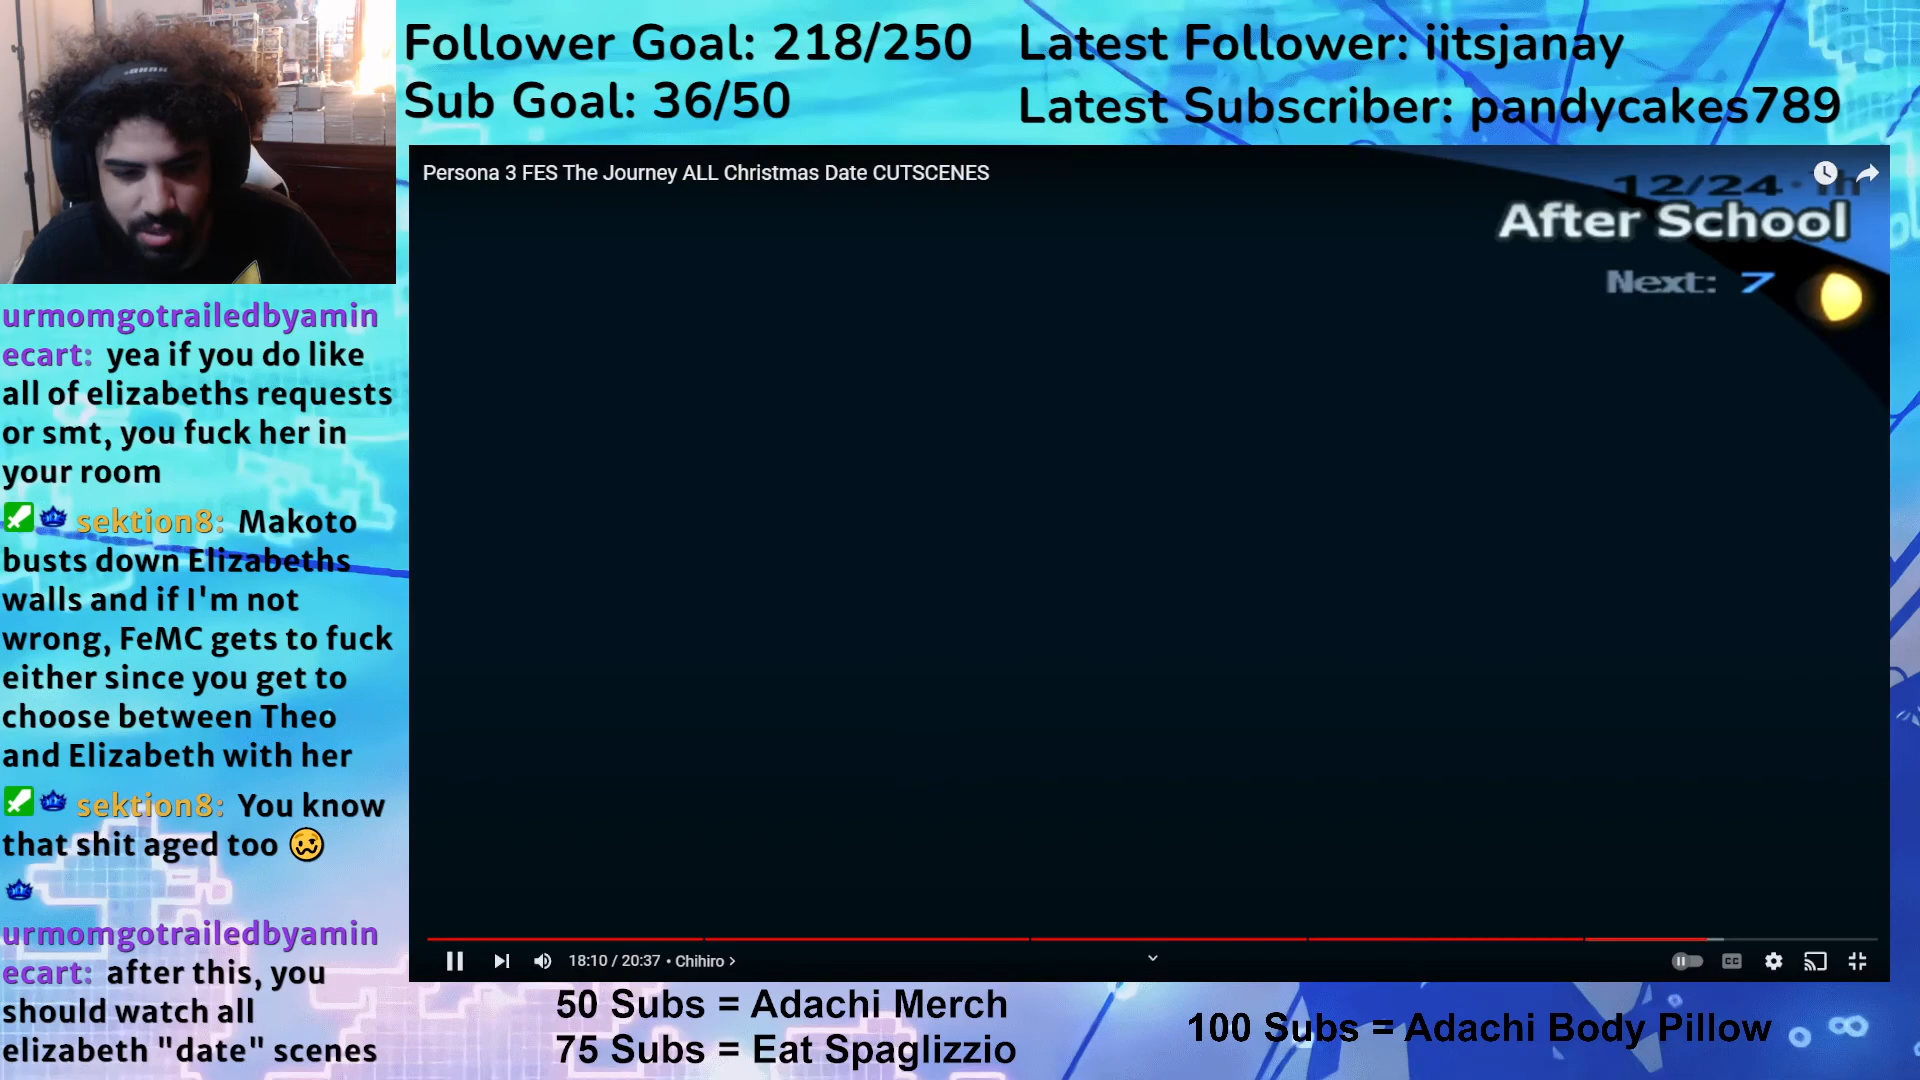 Follower Goal: 218/250
Sub Goal: 36/50
Latest Follower: iitsjanay
Latest Subscriber: pandycakes789
Persona 3 FES The Journey ALL Christmas Date CUTSCENES
12/24
After School
Next: 7
urmomgotrailedbyamin
ecart: yea if you do like
all of elizabeths requests
or smt, you fuck her in
your room
sektion8: Makoto
busts down Elizabeths
walls and if I'm not
wrong, FeMC gets to fuck
either since you get to
choose between Theo
and Elizabeth with her
sektion8: You know
that shit aged too
urmomgotrailedbyamin
ecart: after this, you
should watch all
elizabeth "date" scenes
18:10 / 20:37 • Chihiro
CC
50 Subs = Adachi Merch
75 Subs = Eat Spaglizzio
100 Subs = Adachi Body Pillow